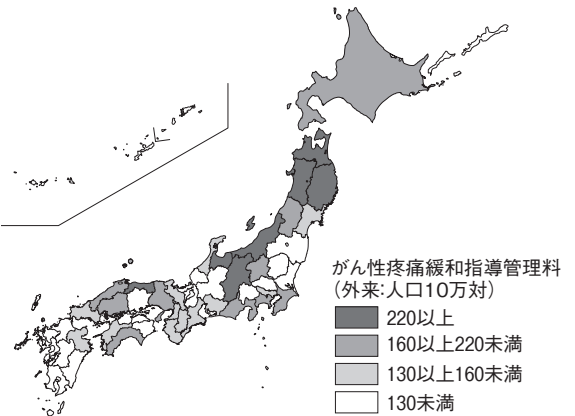 がん性疼痛緩和指導管理料
（外来:人口10万対）
220以上
160以上220未満
130以上160未満
130未満